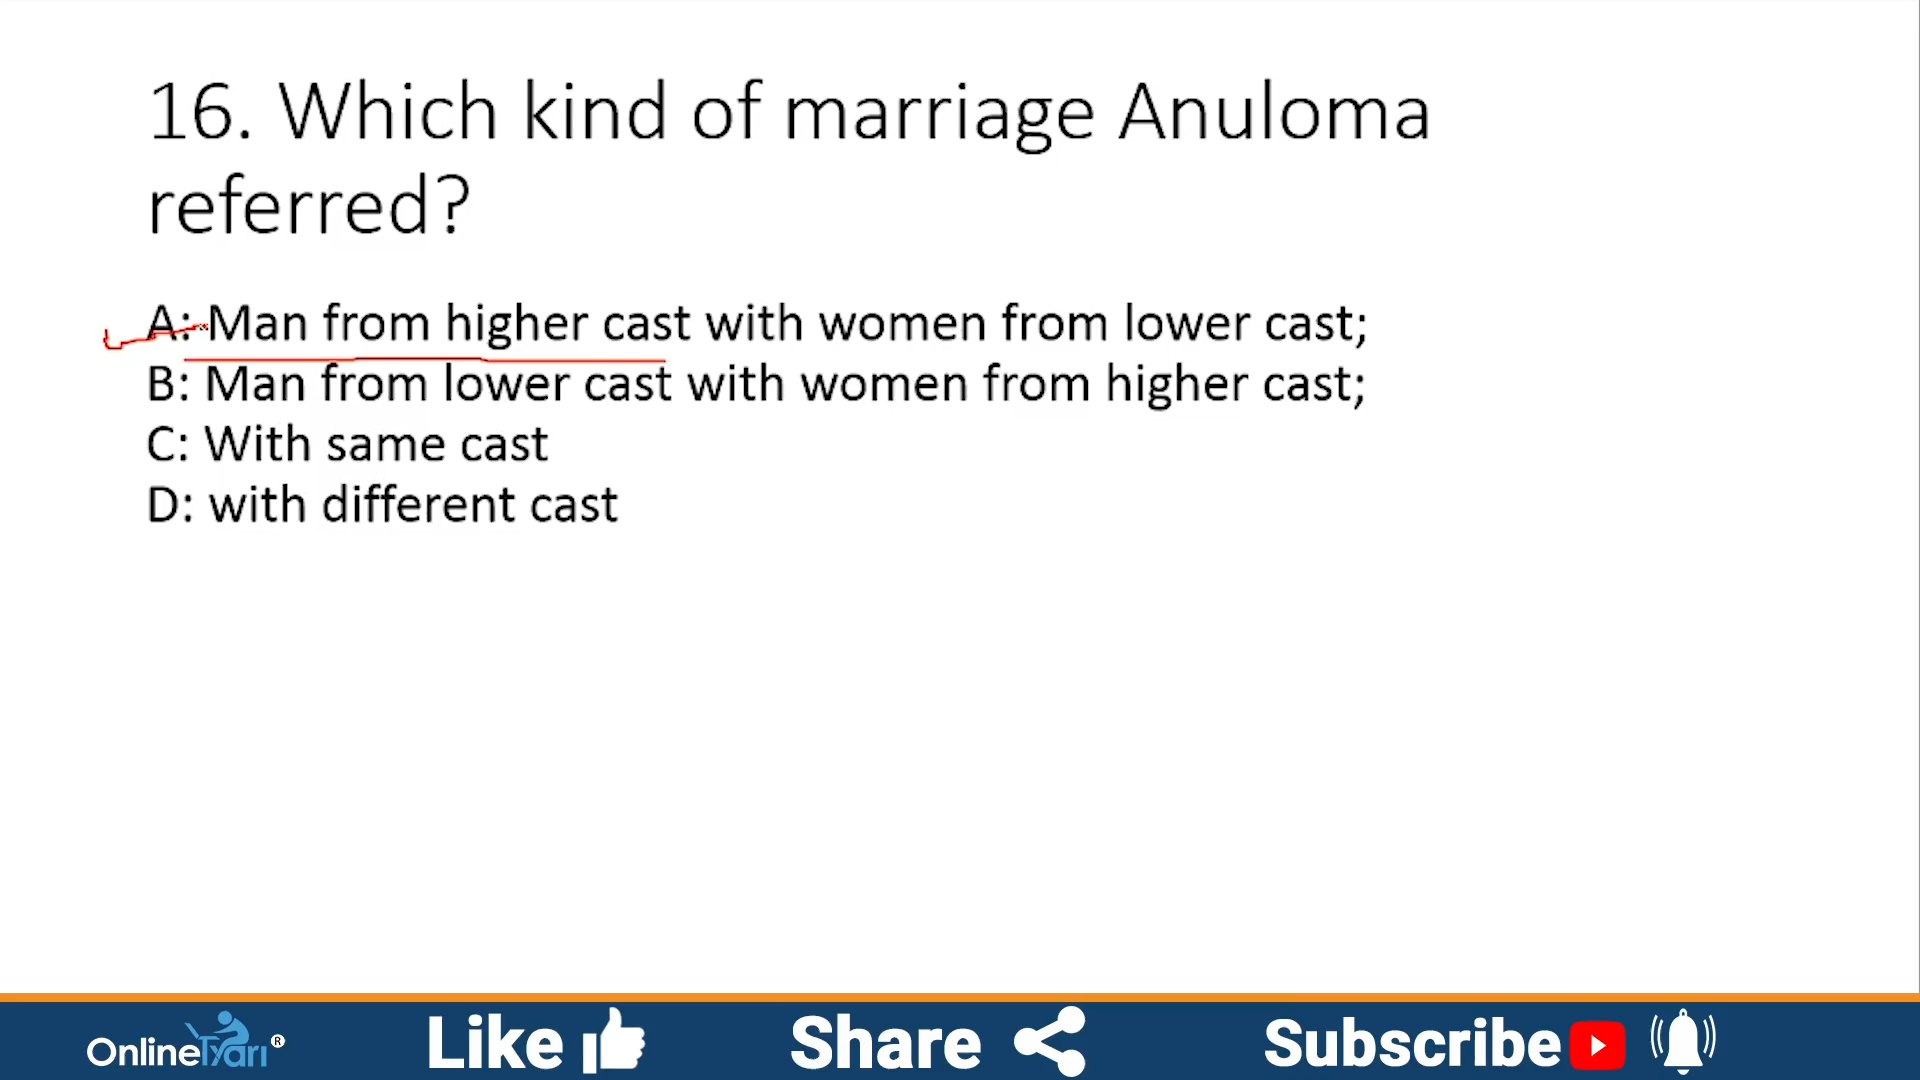 16. Which kind of marriage Anuloma
referred?
A: Man from higher cast with women from lower cast;
B: Man from lower cast with women from higher cast;
C: With same cast
D: with different cast
OnlineTyari ®
Like
Share
Subscribe